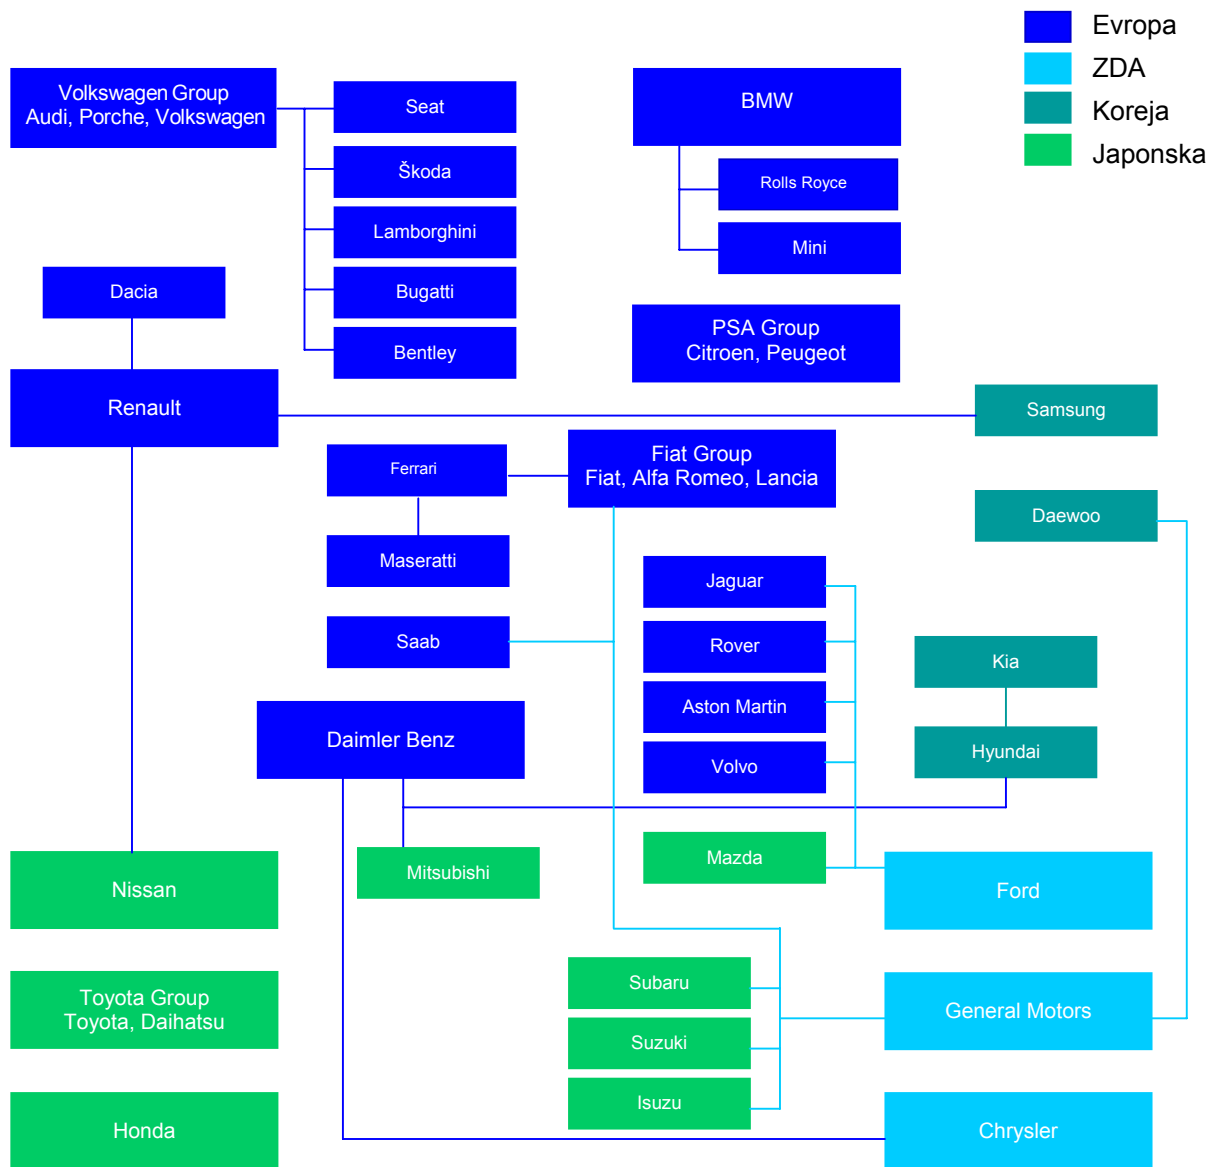 Evropa
ZDA
Koreja
Japonska
Volkswagen Group
Audi, Porche, Volkswagen
Seat
Škoda
Lamborghini
Bugatti
Bentley
BMW
Rolls Royce
Mini
Dacia
PSA Group
Citroen, Peugeot
Renault
Samsung
Ferrari
Fiat Group
Fiat, Alfa Romeo, Lancia
Daewoo
Maseratti
Jaguar
Saab
Rover
Kia
Aston Martin
Daimler Benz
Hyundai
Volvo
Mazda
Mitsubishi
Nissan
Ford
Subaru
Toyota Group
Toyota, Daihatsu
General Motors
Suzuki
Isuzu
Honda
Chrysler